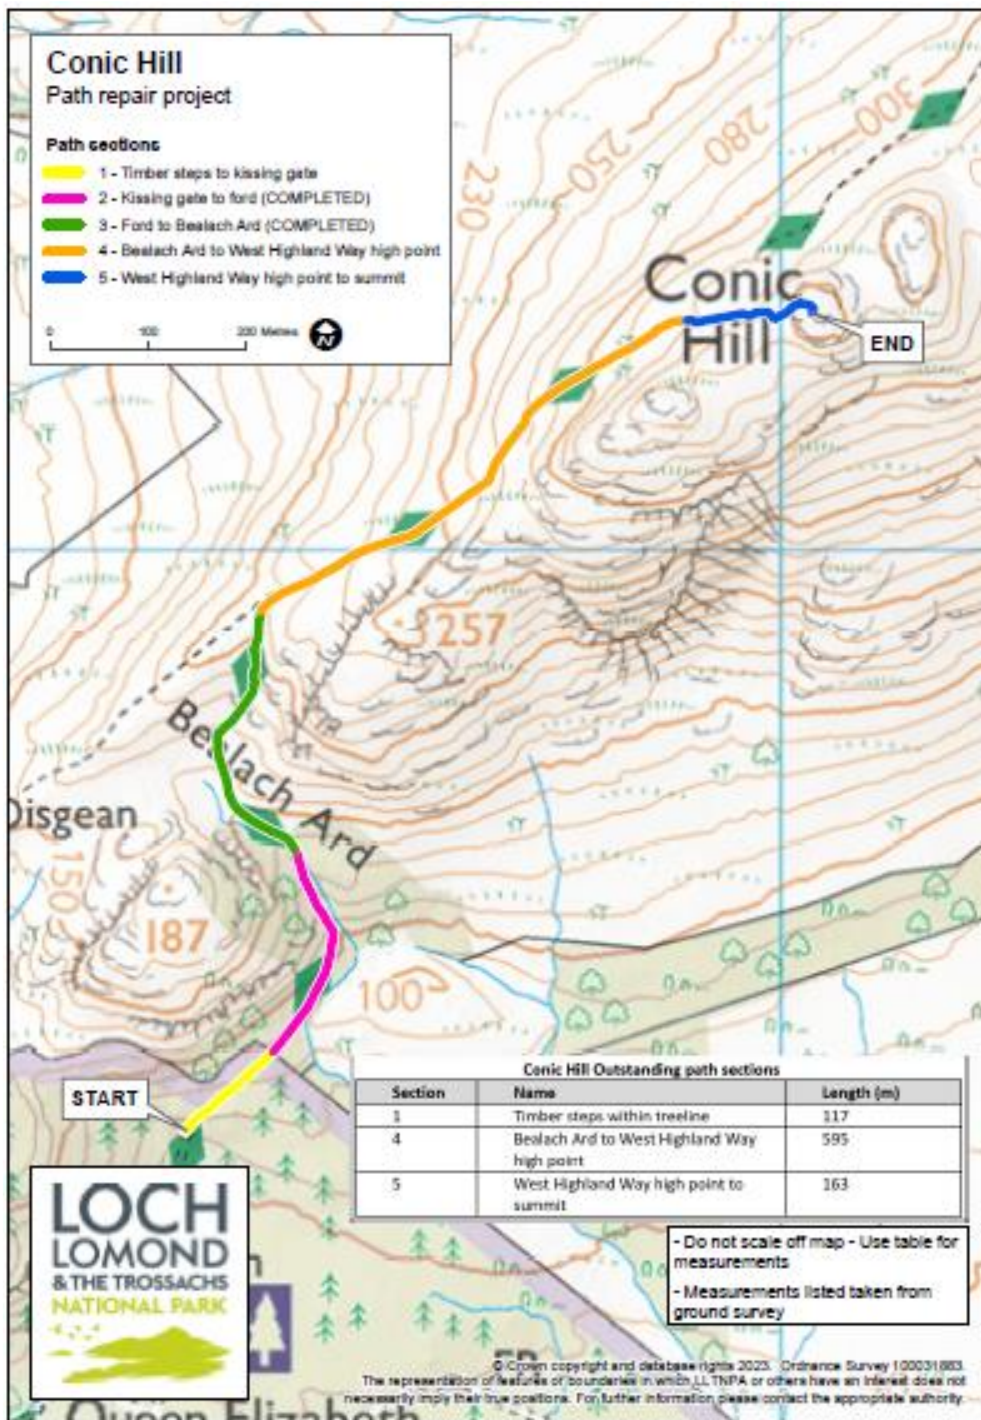 Conic Hill
Path repair project
Path sections
1 - Timber steps to kissing gate
2 - Kissing gate to ford (COMPLETED)
3 - Ford to Bealach Ard (COMPLETED)
4 - Bealach Ard to West Highland Way high point
5 - West Highland Way high point to summit
0 100 200 Metres
N
230
250
280
300
Conic
Hill
END
257
Bealach Ard
Disgean
150
187
100
START
Conic Hill Outstanding path sections
Section Name Length (m)
1 Timber steps within treeline 117
4 Bealach Ard to West Highland Way 595
high point
5 West Highland Way high point to 163
summit
- Do not scale off map - Use table for
measurements
- Measurements listed taken from
ground survey
LOCH
LOMOND
& THE TROSSACHS
NATIONAL PARK
© Crown copyright and database rights 2023. Ordnance Survey 100031883.
The representation of features or boundaries in which LLTNPA or others have an interest does not
necessarily imply their true positions. For further information please contact the appropriate authority.
Queen Elizabeth